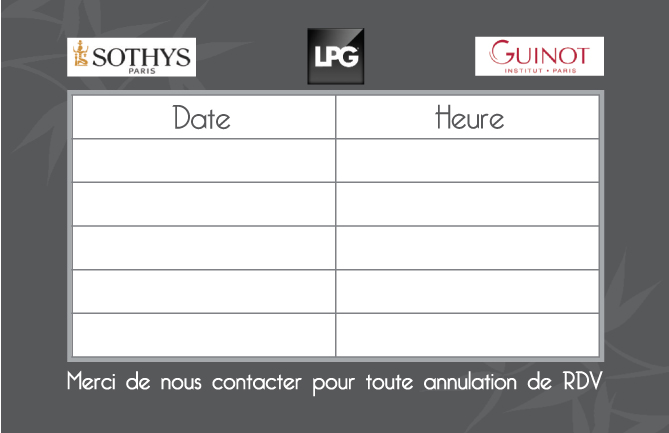 SOTHYS
PARIS
LPG
GUINOT
INSTITUT • PARIS
Date Heure
Merci de nous contacter pour toute annulation de RDV